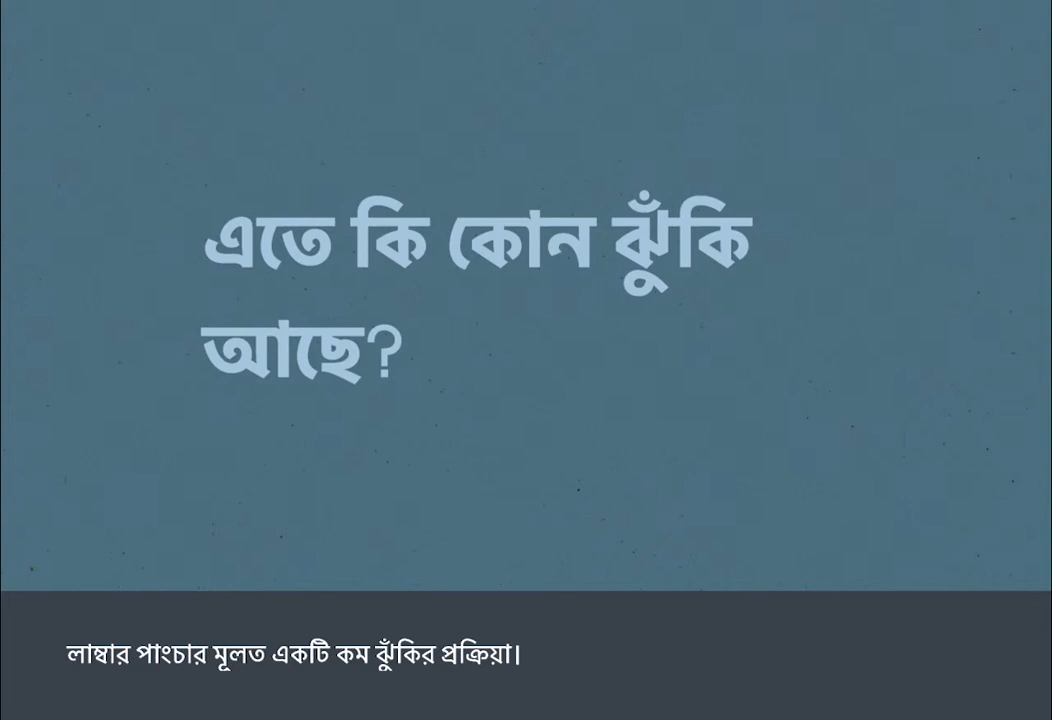 এতে কি কোন ঝুঁকি
আছে?
লাম্বার পাংচার মূলত একটি কম ঝুঁকির প্রক্রিয়া।